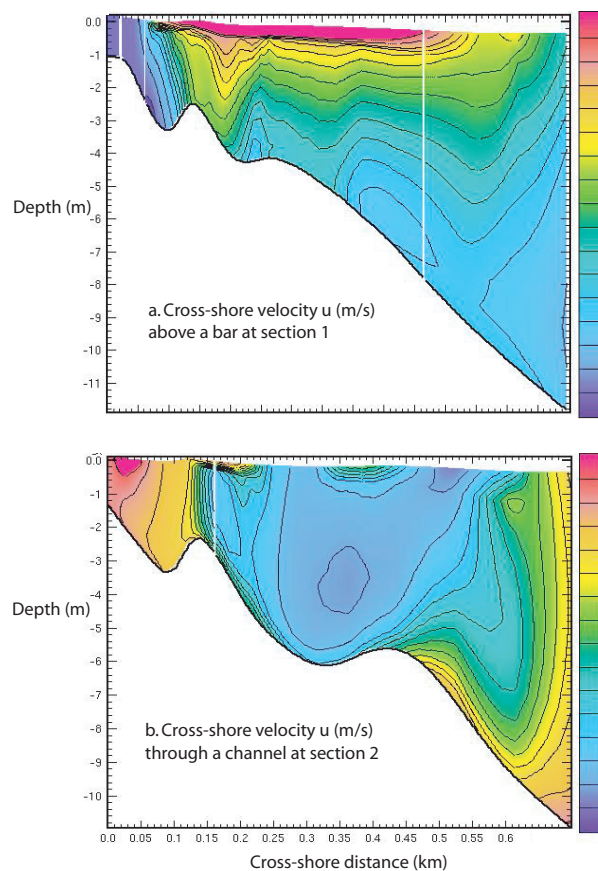 0.0
-1
-2
-3
-4
-5
-6
-7
-8
-9
-10
-11
Depth (m)
a. Cross-shore velocity u (m/s)
above a bar at section 1
0.0
-1
-2
-3
-4
-5
-6
-7
-8
-9
-10
Depth (m)
b. Cross-shore velocity u (m/s)
through a channel at section 2
0.0 0.05 0.1 0.15 0.2 0.25 0.3 0.35 0.4 0.45 0.5 0.55 0.6
Cross-shore distance (km)